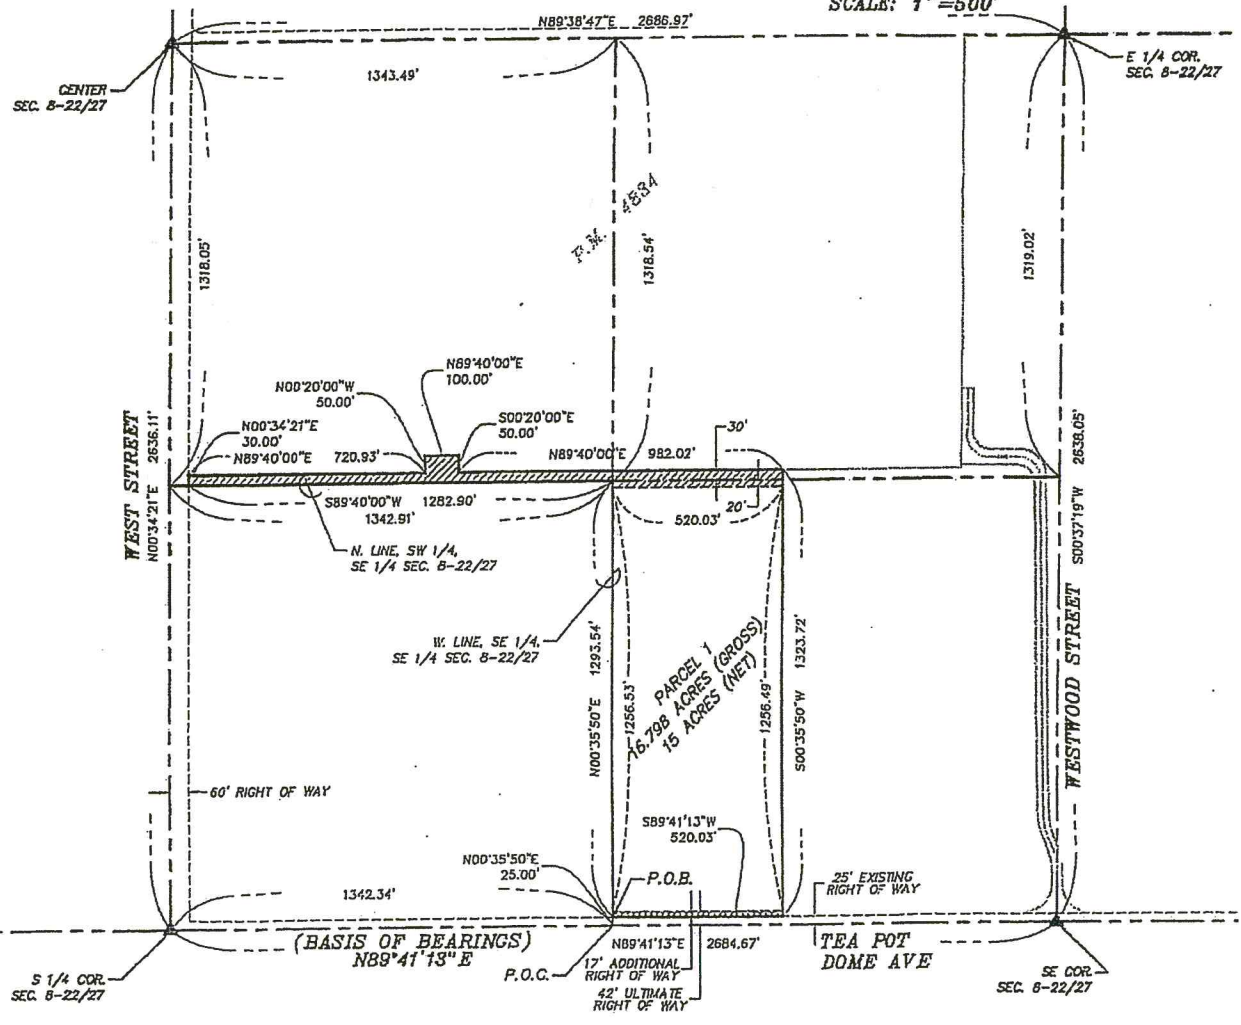 SCALE: 1"=500'
N89°38'47"E 2686.97'
E 1/4 COR.
SEC. 8-22/27
CENTER
SEC. 8-22/27
1343.49'
P.M. 4834
1318.05'
1318.54'
1319.02'
N89°40'00"E
100.00'
N00°20'00"W
50.00'
S00°20'00"E
50.00'
N00°34'21"E
30.00'
N89°40'00"E 720.93'
N89°40'00"E 982.02'
30'
20'
S89°40'00"W 1282.90'
1342.91'
520.03'
WEST STREET
N00°34'21"E 2636.11'
N. LINE, SW 1/4,
SE 1/4 SEC. 8-22/27
W. LINE, SE 1/4,
SE 1/4 SEC. 8-22/27
N00°35'50"E 1293.54'
1256.53'
PARCEL 1
16.798 ACRES (GROSS)
15 ACRES (NET)
1256.49'
S00°35'50"W 1323.72'
WESTWOOD STREET
S00°37'19"W 2638.05'
60' RIGHT OF WAY
S89°41'13"W
520.03'
N00°35'50"E
25.00'
P.O.B.
25' EXISTING
RIGHT OF WAY
1342.34'
(BASIS OF BEARINGS)
N89°41'13"E
N89°41'13"E 2684.67'
TEA POT
DOME AVE
P.O.C.
17' ADDITIONAL
RIGHT OF WAY
42' ULTIMATE
RIGHT OF WAY
S 1/4 COR.
SEC. 8-22/27
SE COR.
SEC. 8-22/27